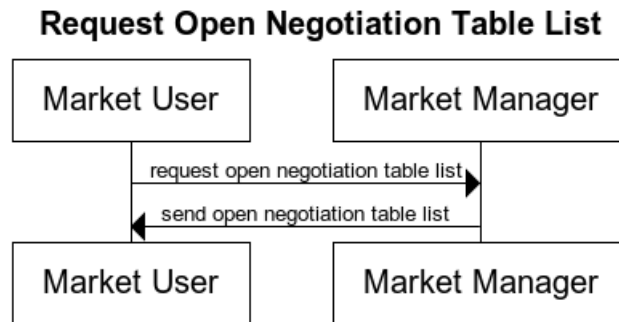 Request Open Negotiation Table List
Market User
Market Manager
request open negotiation table list
send open negotiation table list
Market User
Market Manager